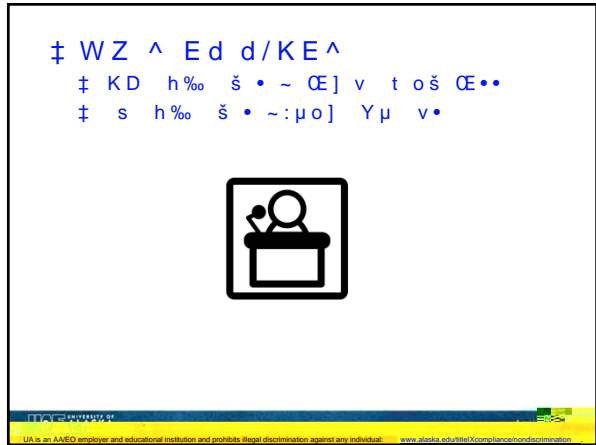 ‡ WZ ^ Ed d/KE^
‡ KD h‰ š • ~ Œ] v t oš Œ••
‡ s h‰ š • ~:µo] Yµ v•
UNIVERSITY OF
UA is an AA/EO employer and educational institution and prohibits illegal discrimination against any individual: www.alaska.edu/titleIXcompliance/nondiscrimination .